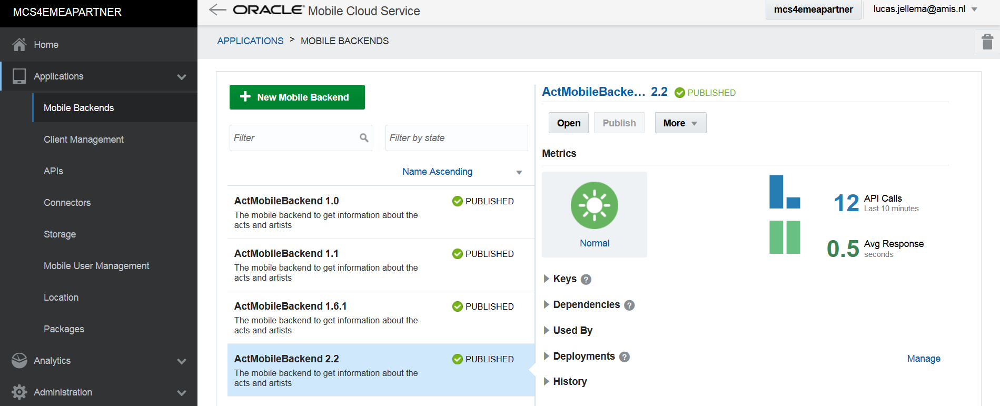 MCS4EMEAPARTNER
ORACLE® Mobile Cloud Service
mcs4emeapartner
lucas.jellema@amis.nl
Home
Applications
Mobile Backends
Client Management
APIs
Connectors
Storage
Mobile User Management
Location
Packages
Analytics
Administration
APPLICATIONS > MOBILE BACKENDS
New Mobile Backend
Filter
Filter by state
Name Ascending
ActMobileBackend 1.0
PUBLISHED
The mobile backend to get information about the
acts and artists
ActMobileBackend 1.1
PUBLISHED
The mobile backend to get information about the
acts and artists
ActMobileBackend 1.6.1
PUBLISHED
The mobile backend to get information about the
acts and artists
ActMobileBackend 2.2
PUBLISHED
The mobile backend to get information about the
acts and artists
ActMobileBacke... 2.2 PUBLISHED
Open
Publish
More
Metrics
Normal
12 API Calls
Last 10 minutes
0.5 Avg Response
seconds
Keys ?
Dependencies ?
Used By
Deployments ?
Manage
History